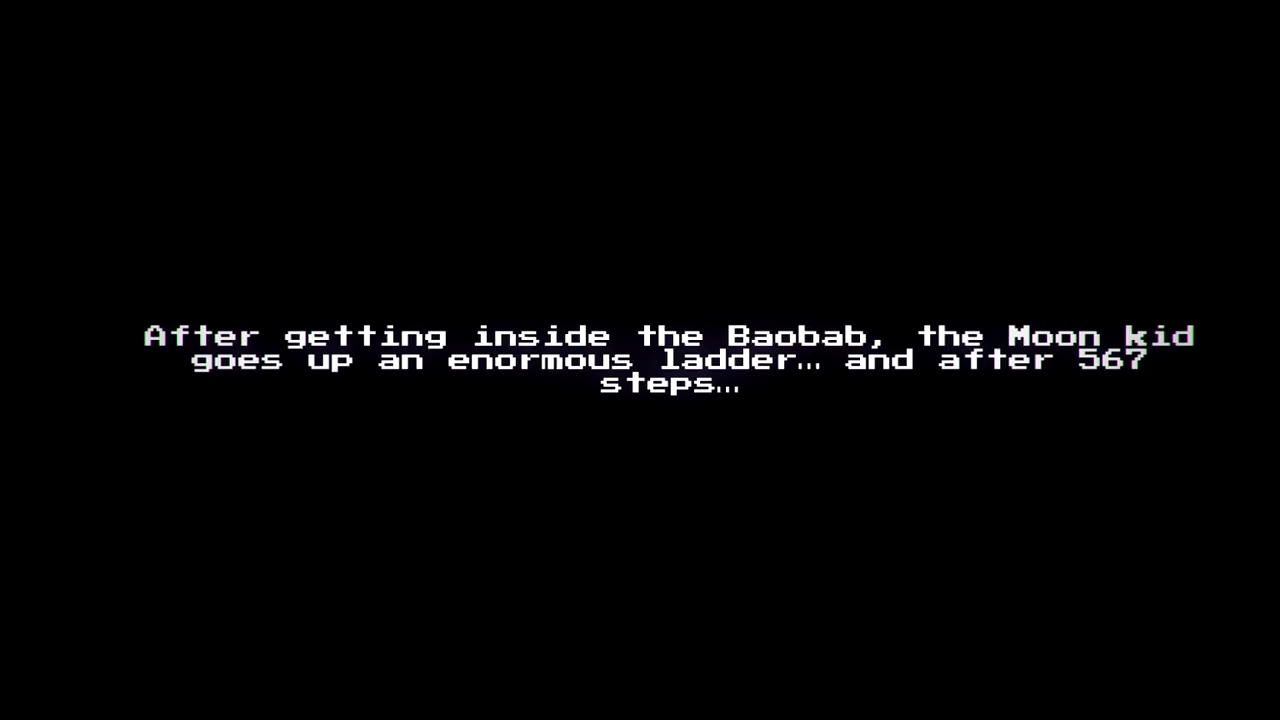 After getting inside the Baobab, the Moon kid
goes up an enormous ladder… and after 567
steps…